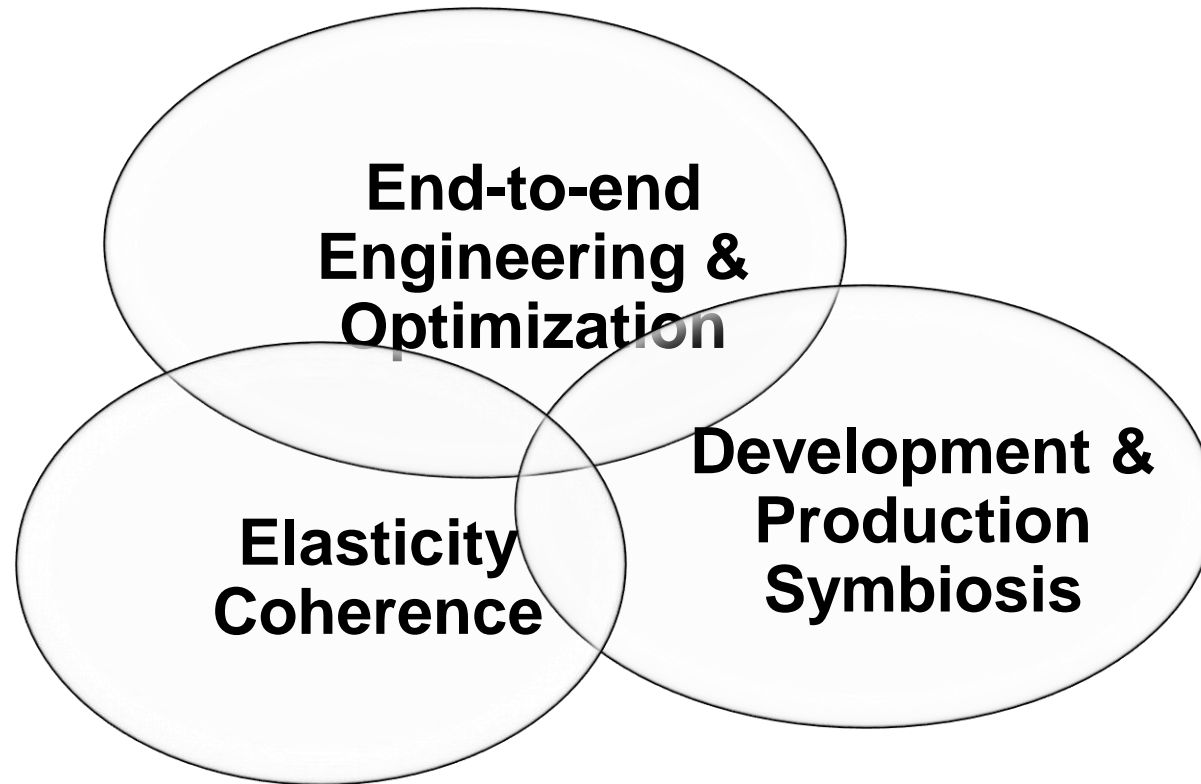 End-to-end
Engineering &
Optimization
Development &
Production
Symbiosis
Elasticity
Coherence